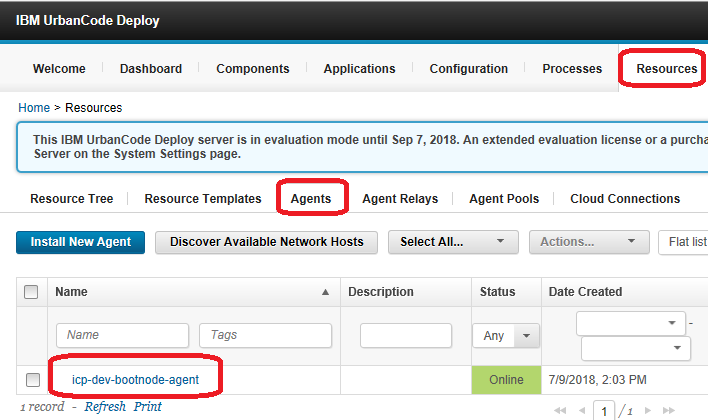 IBM UrbanCode Deploy
Welcome Dashboard Components Applications Configuration Processes Resources
Home > Resources
This IBM UrbanCode Deploy server is in evaluation mode until Sep 7, 2018. An extended evaluation license or a purcha
Server on the System Settings page.
Resource Tree Resource Templates Agents Agent Relays Agent Pools Cloud Connections
Install New Agent Discover Available Network Hosts Select All... Actions... Flat list
Name Description Status Date Created
Name Tags Any -
icp-dev-bootnode-agent Online 7/9/2018, 2:03 PM
1 record - Refresh Print 1 / 1